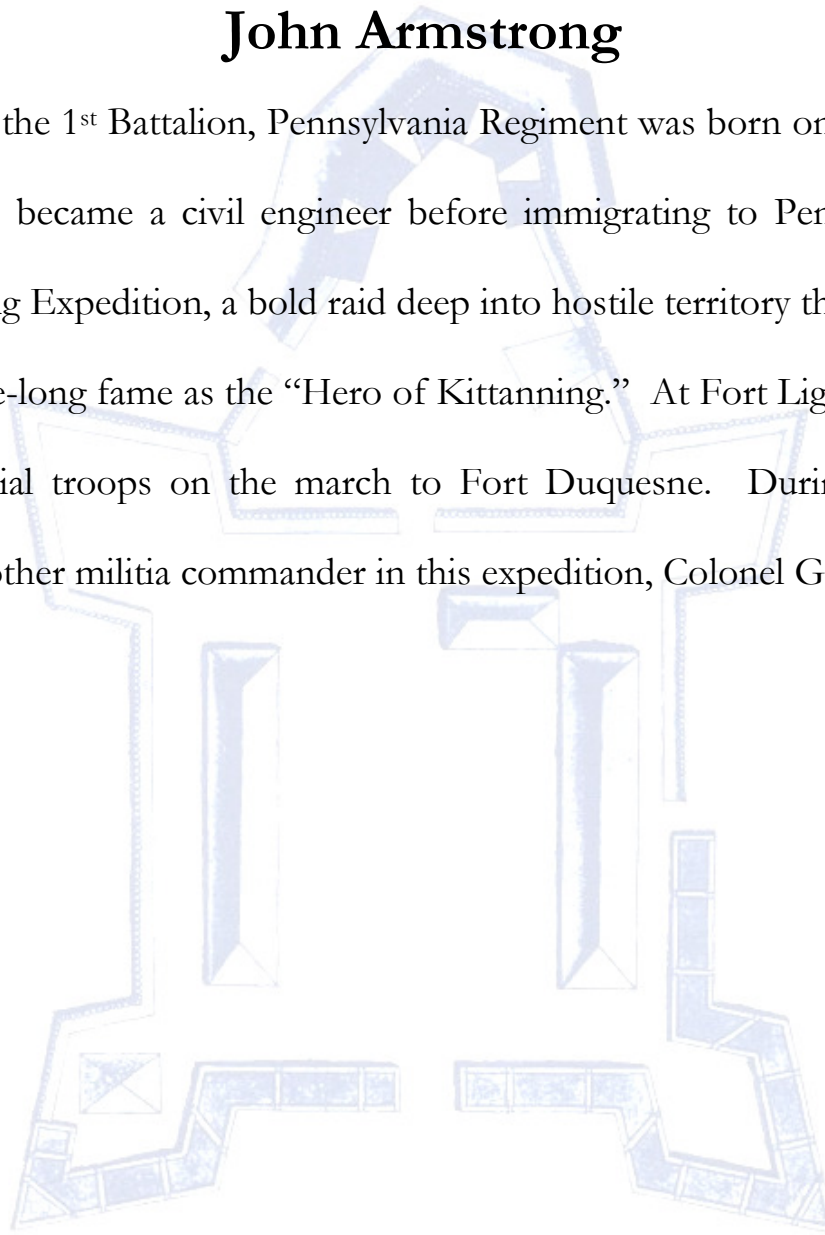 John Armstrong
the 1st Battalion, Pennsylvania Regiment was born on
became a civil engineer before immigrating to Pen
g Expedition, a bold raid deep into hostile territory th
e-long fame as the “Hero of Kittanning.” At Fort Lig
ial troops on the march to Fort Duquesne. Durin
other militia commander in this expedition, Colonel G